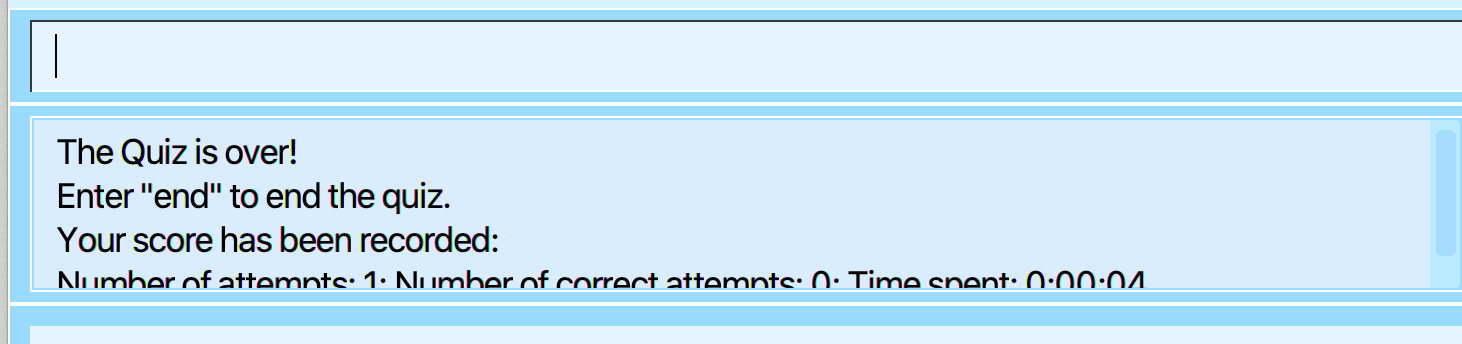 The Quiz is over!
Enter "end" to end the quiz.
Your score has been recorded:
Number of attempts: 1; Number of correct attempts: 0; Time spent: 0:00:04